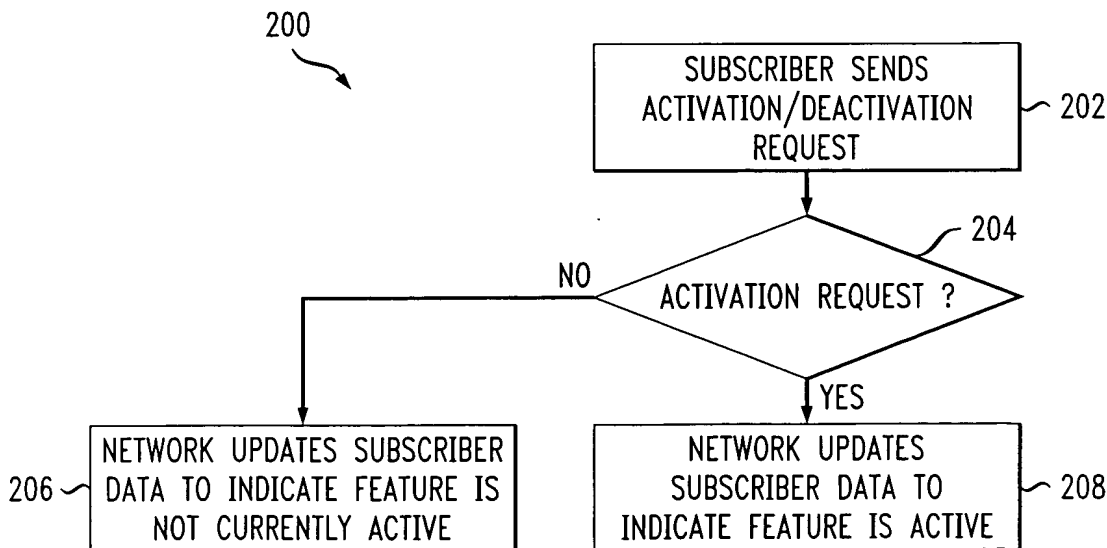 200
SUBSCRIBER SENDS
ACTIVATION/DEACTIVATION
REQUEST
202
204
NO
ACTIVATION REQUEST ?
YES
NETWORK UPDATES SUBSCRIBER
DATA TO INDICATE FEATURE IS
NOT CURRENTLY ACTIVE
206
NETWORK UPDATES
SUBSCRIBER DATA TO
INDICATE FEATURE IS ACTIVE
208